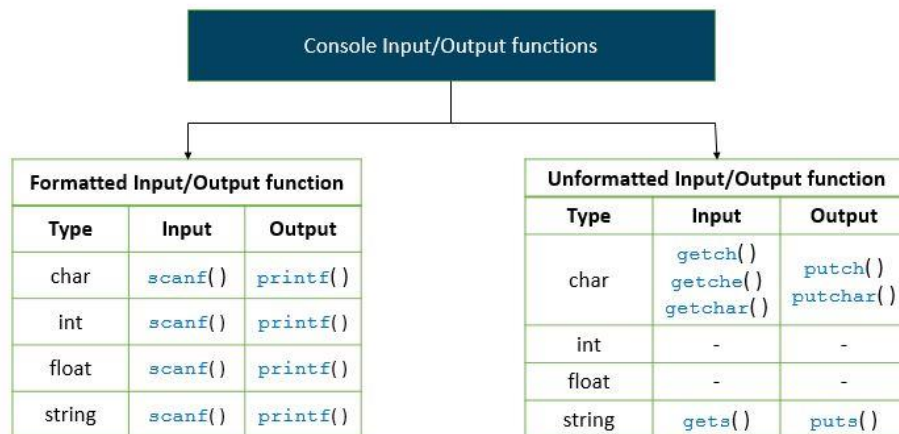 Console Input/Output functions
Formatted Input/Output function
Type Input Output
char scanf() printf()
int scanf() printf()
float scanf() printf()
string scanf() printf()
Unformatted Input/Output function
Type Input Output
char getch() getche() getchar() putch() putchar()
int - -
float - -
string gets() puts()